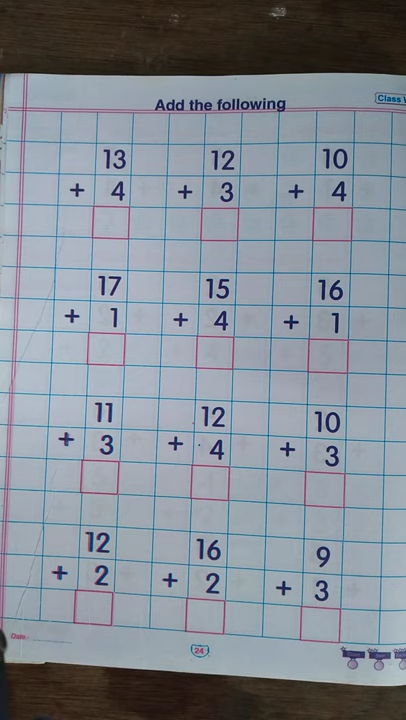 Add the following
Class
13 12 10
+ 4 + 3 + 4
17 15 16
+ 1 + 4 + 1
11 12 10
+ 3 + 4 + 3
12 16 9
+ 2 + 2 + 3
Date
24